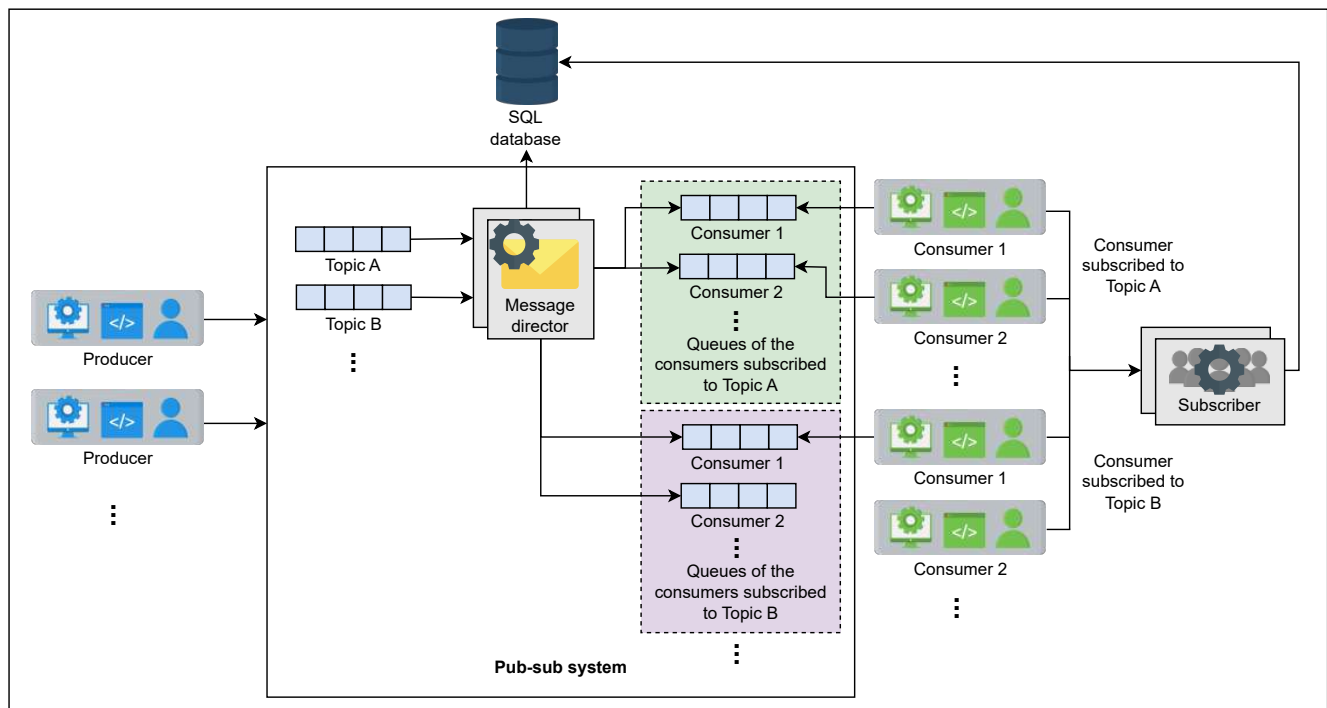 SQL
database
Topic A
Topic B
Message
director
Producer
Producer
Consumer 1
Consumer 2
Queues of the
consumers subscribed
to Topic A
Consumer 1
Consumer 2
Queues of the
consumers subscribed
to Topic B
Pub-sub system
</>
Producer
</>
Producer
</>
Consumer 1
</>
Consumer 2
</>
Consumer 1
</>
Consumer 2
Consumer
subscribed to
Topic A
Subscriber
Consumer
subscribed to
Topic B